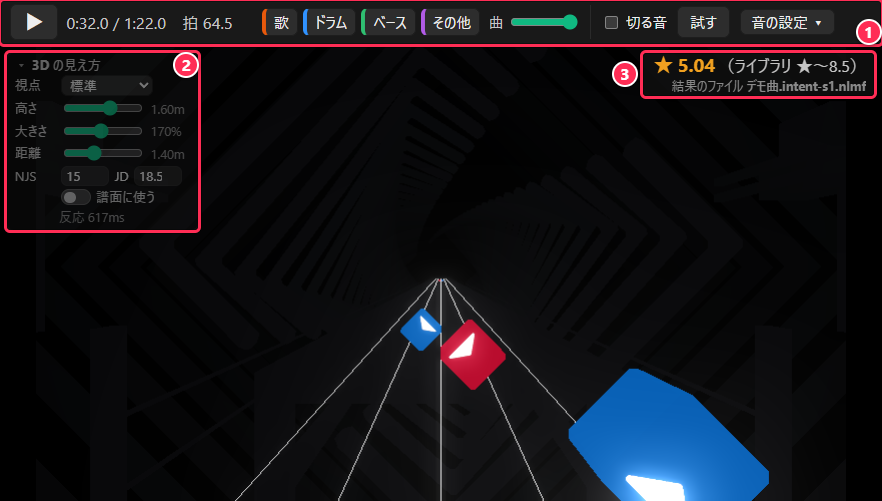 ▶ 0:32.0 / 1:22.0 拍 64.5 歌 ドラム ベース その他 曲 切る音 試す 音の設定 ▼
1
3D の見え方 2
視点 標準
高さ 1.60m
大きさ 170%
距離 1.40m
NJS 15 JD 18.5
譜面に使う
反応 617ms
3 ★ 5.04 (ライブラリ ★〜8.5)
結果のファイル デモ曲.intent-s1.nlmf